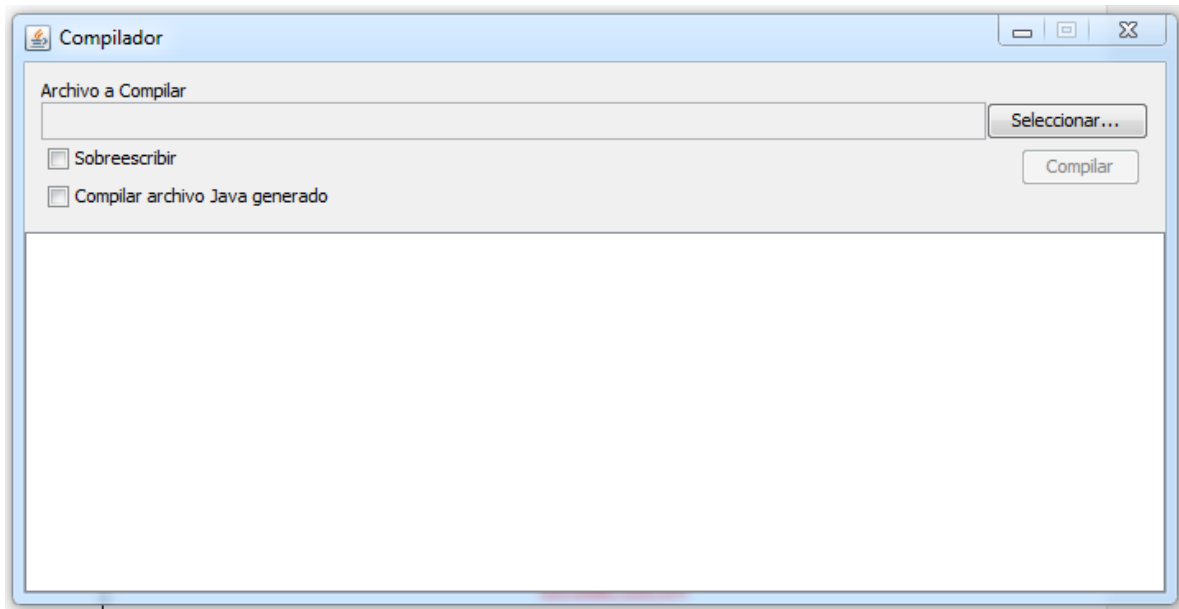 Compilador
Archivo a Compilar
Seleccionar...
Sobreescribir
Compilar
Compilar archivo Java generado